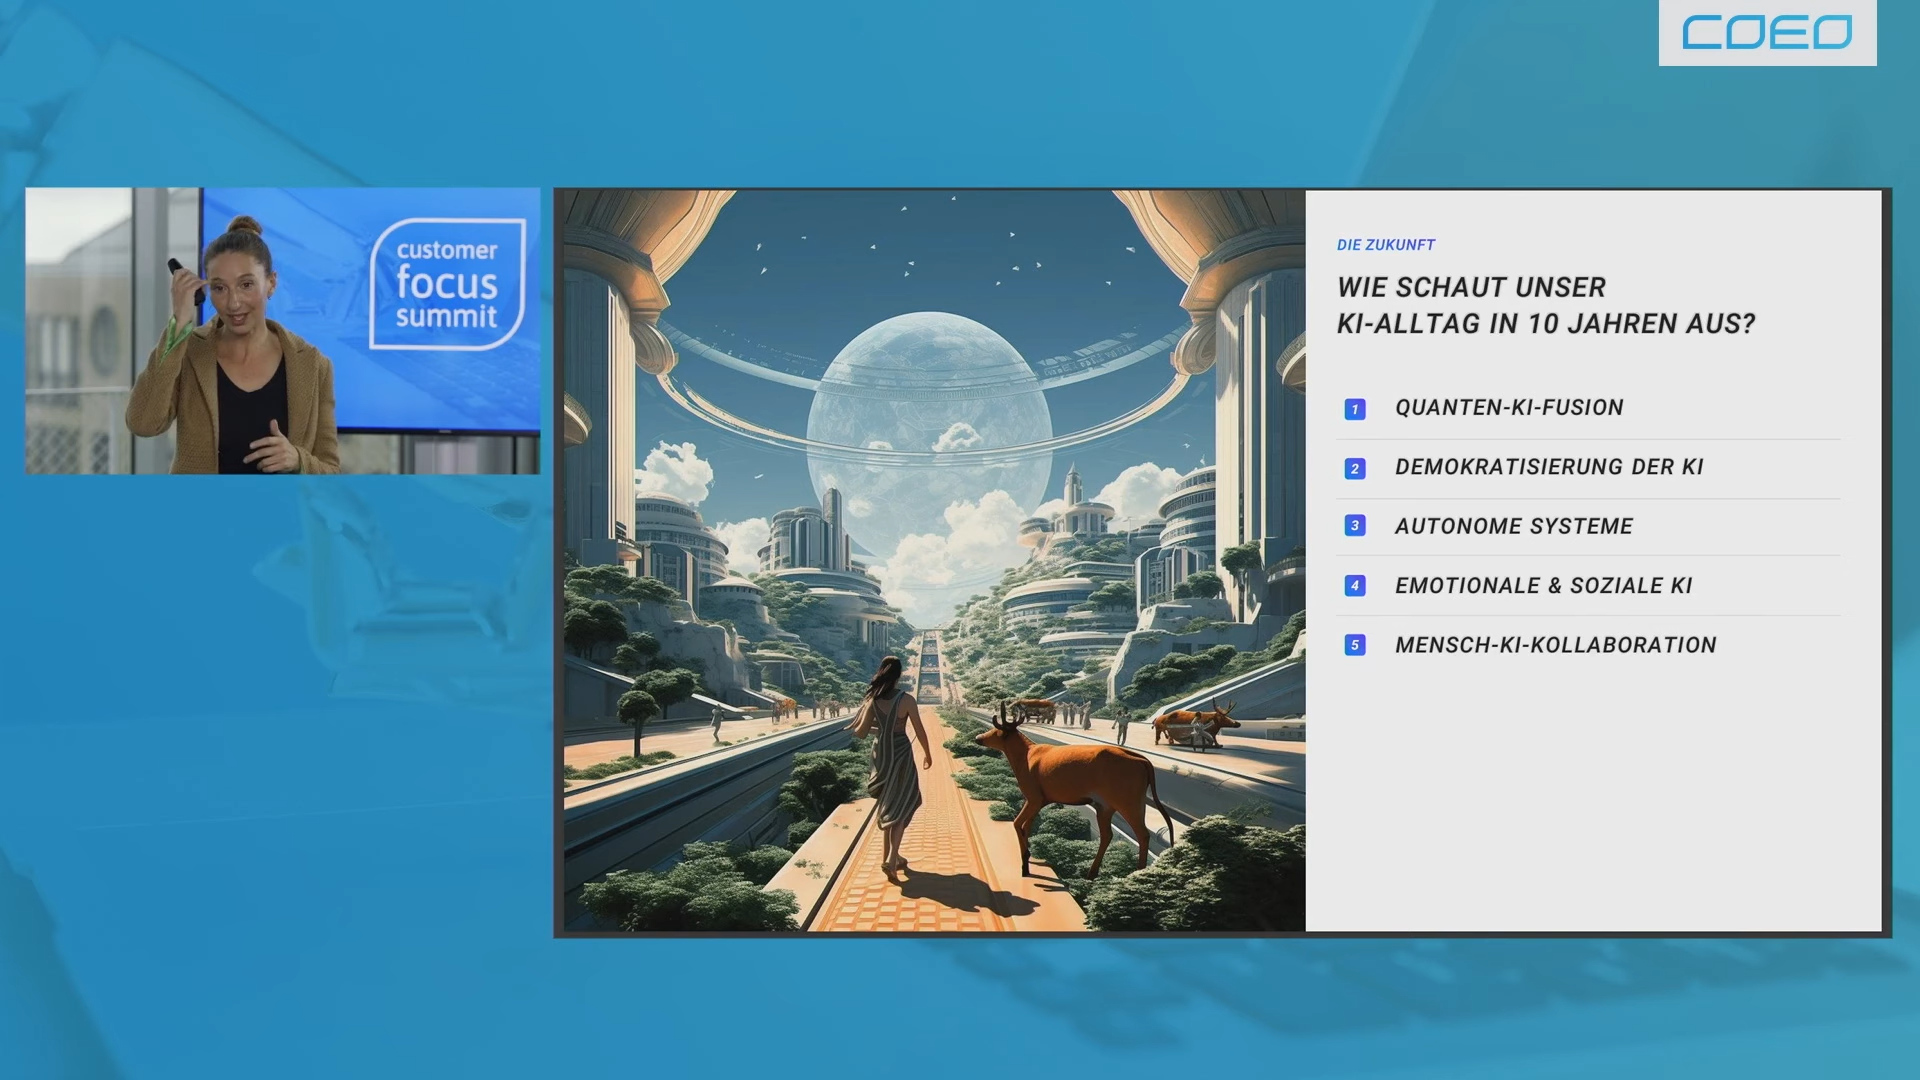 COEO
customer
focus
summit
DIE ZUKUNFT
WIE SCHAUT UNSER
KI-ALLTAG IN 10 JAHREN AUS?
1 QUANTEN-KI-FUSION
2 DEMOKRATISIERUNG DER KI
3 AUTONOME SYSTEME
4 EMOTIONALE & SOZIALE KI
5 MENSCH-KI-KOLLABORATION